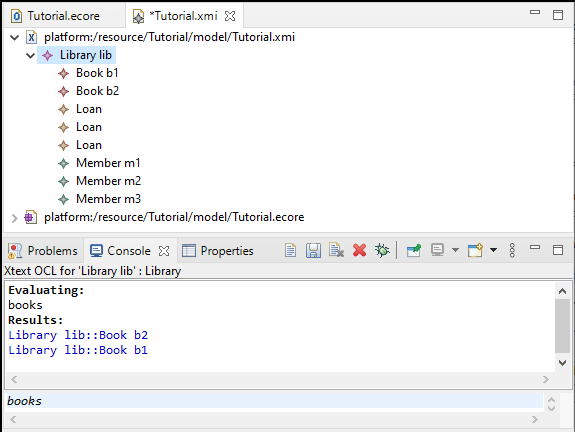 Tutorial.ecore
*Tutorial.xmi
platform:/resource/Tutorial/model/Tutorial.xmi
Library lib
Book b1
Book b2
Loan
Loan
Loan
Member m1
Member m2
Member m3
platform:/resource/Tutorial/model/Tutorial.ecore
Problems Console Properties
Xtext OCL for 'Library lib' : Library
Evaluating:
books
Results:
Library lib::Book b2
Library lib::Book b1
books